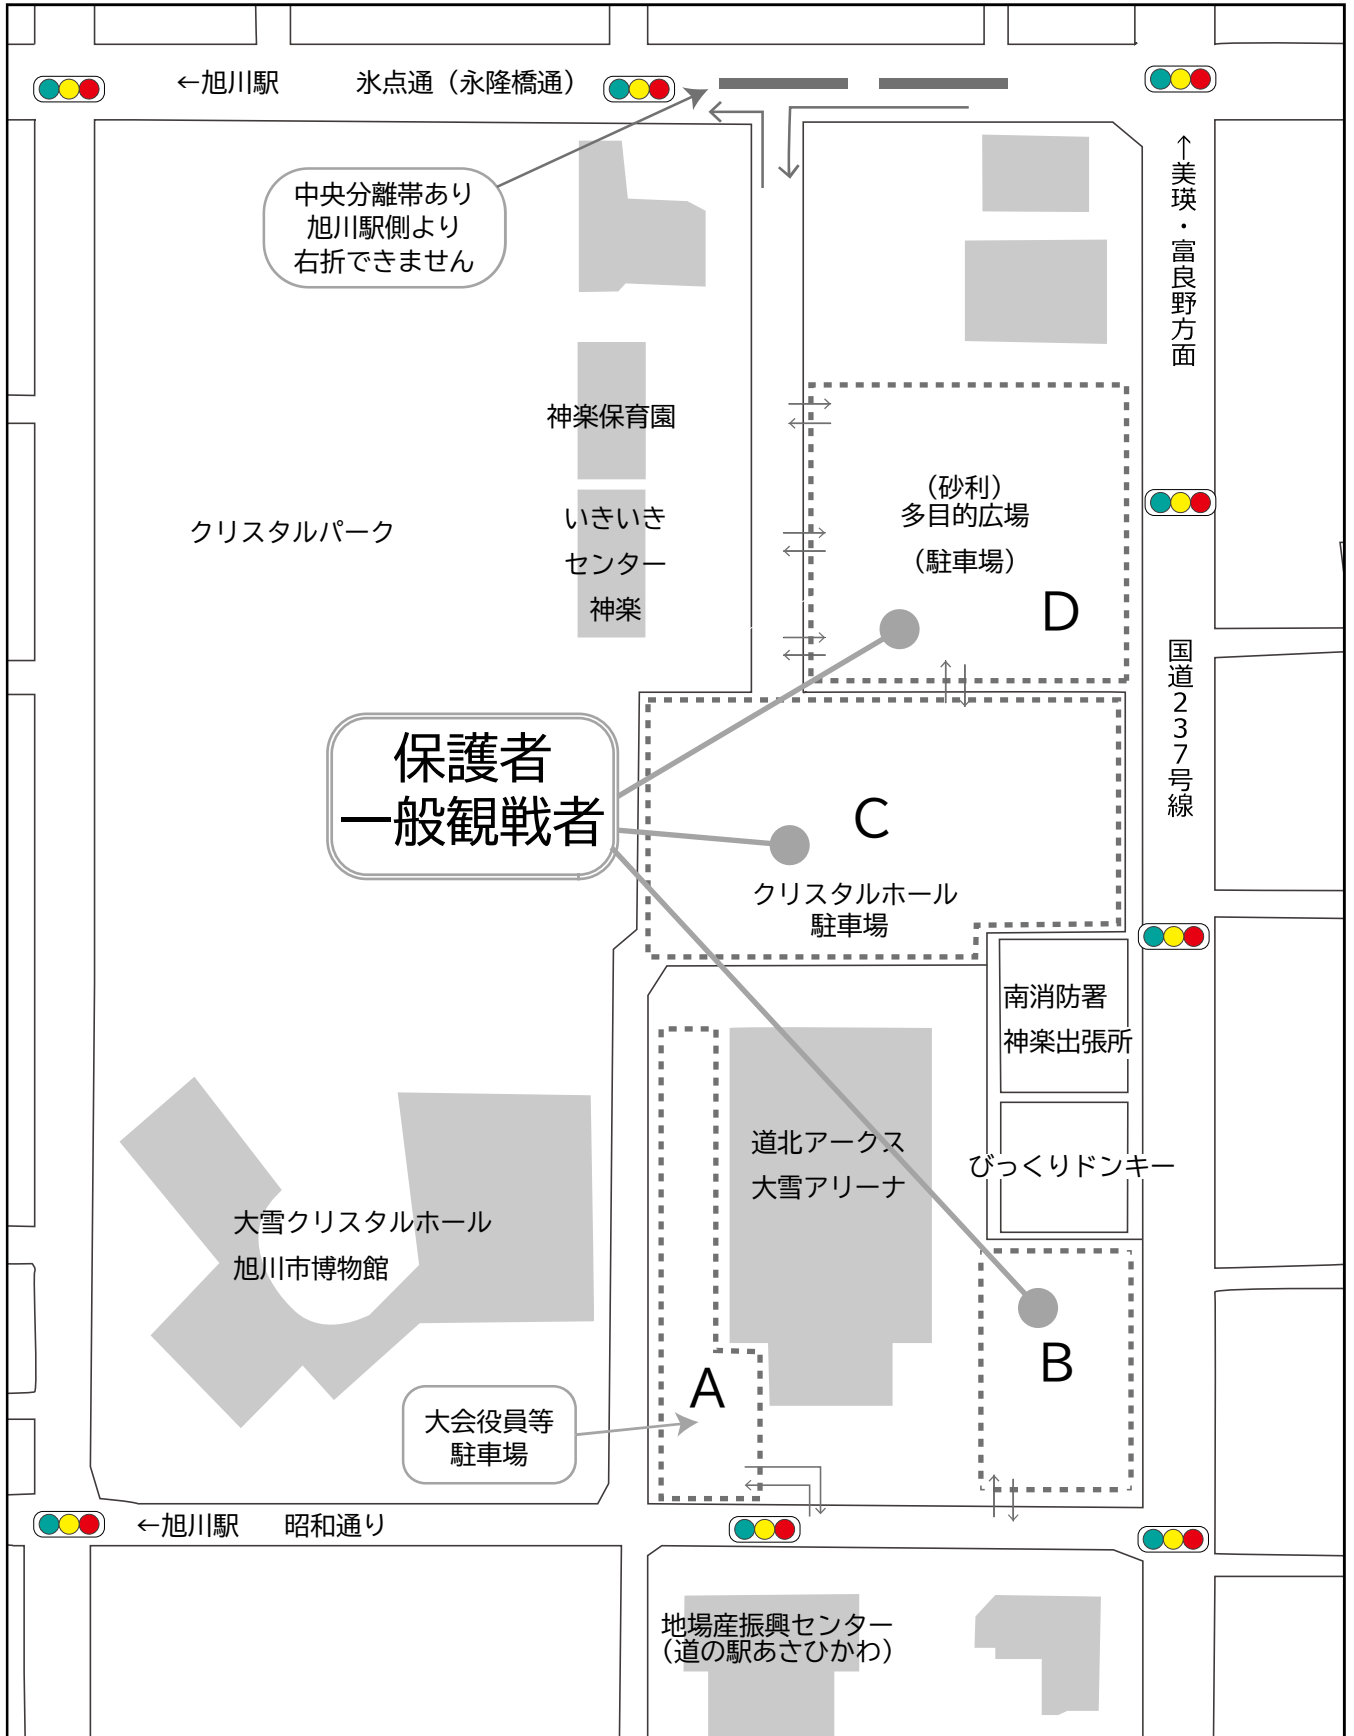 ←旭川駅
氷点通（永隆橋通）
中央分離帯あり
旭川駅側より
右折できません
↑美瑛・富良野方面
神楽保育園
いきいき
センター
神楽
クリスタルパーク
（砂利）
多目的広場
（駐車場）
D
国道237号線
保護者
一般観戦者
C
クリスタルホール
駐車場
南消防署
神楽出張所
道北アークス
大雪アリーナ
びっくりドンキー
大雪クリスタルホール
旭川市博物館
A
B
大会役員等
駐車場
←旭川駅
昭和通り
地場産振興センター
（道の駅あさひかわ）